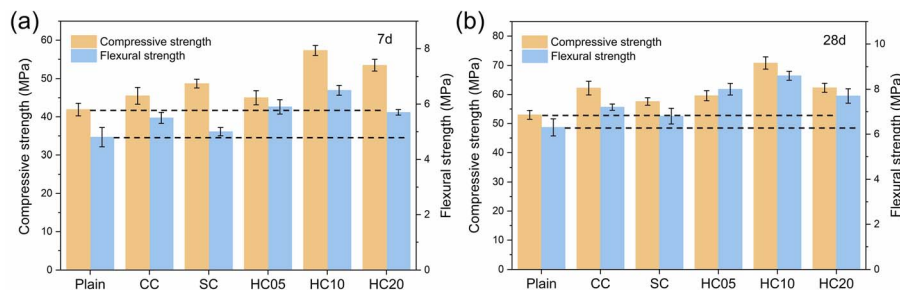 (a)
Compressive strength
Flexural strength
7d
Compressive strength (MPa)
60
50
40
30
20
10
0
Flexural strength (MPa)
8
6
4
2
0
Plain CC SC HC05 HC10 HC20
(b)
Compressive strength
Flexural strength
28d
Compressive strength (MPa)
80
70
60
50
40
30
20
10
0
Flexural strength (MPa)
10
8
6
4
2
0
Plain CC SC HC05 HC10 HC20